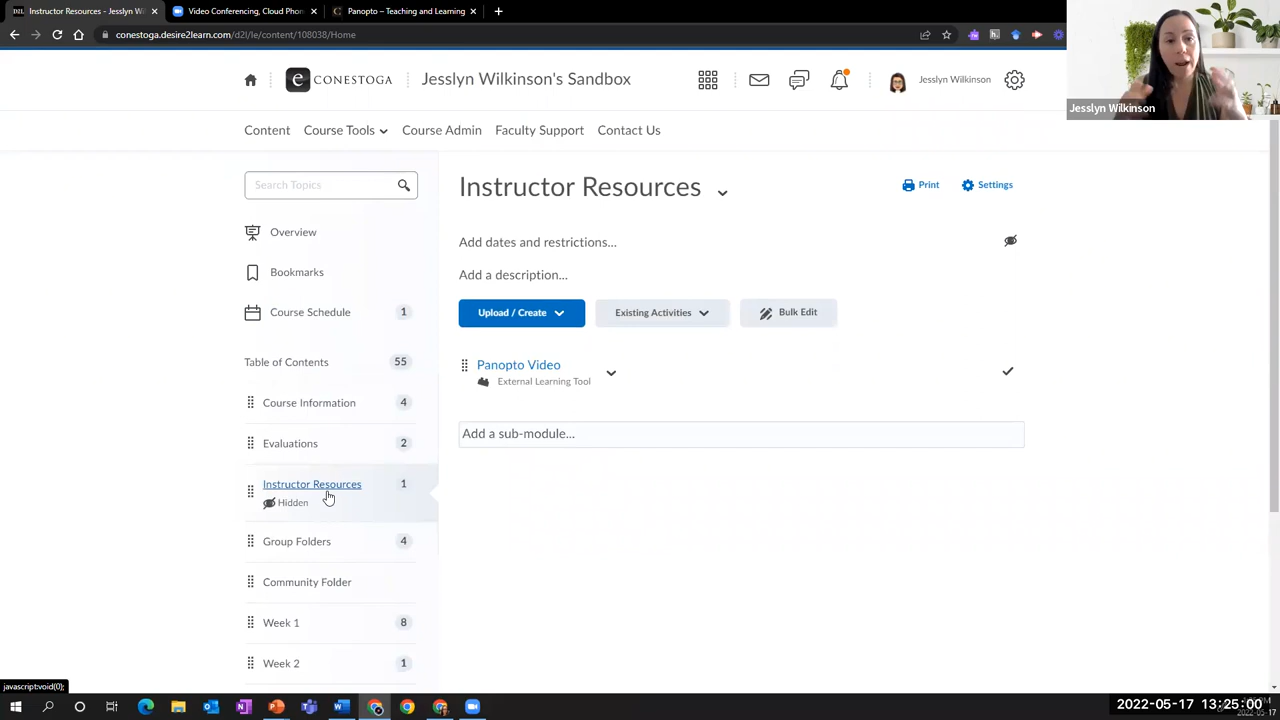 Instructor Resources - Jesslyn Wi
Video Conferencing, Cloud Phon
Panopto – Teaching and Learning
conestoga.desire2learn.com/d2l/le/content/108038/Home
CONESTOGA
Jesslyn Wilkinson's Sandbox
Jesslyn Wilkinson
Jesslyn Wilkinson
Content
Course Tools
Course Admin
Faculty Support
Contact Us
Search Topics
Instructor Resources
Print
Settings
Overview
Add dates and restrictions...
Bookmarks
Add a description...
Course Schedule 1
Upload / Create
Existing Activities
Bulk Edit
Table of Contents 55
Panopto Video
External Learning Tool
Course Information 4
Evaluations 2
Add a sub-module...
Instructor Resources 1
Hidden
Group Folders 4
Community Folder
Week 1 8
Week 2 1
javascript:void(0);
2022-05-17 13:25:00